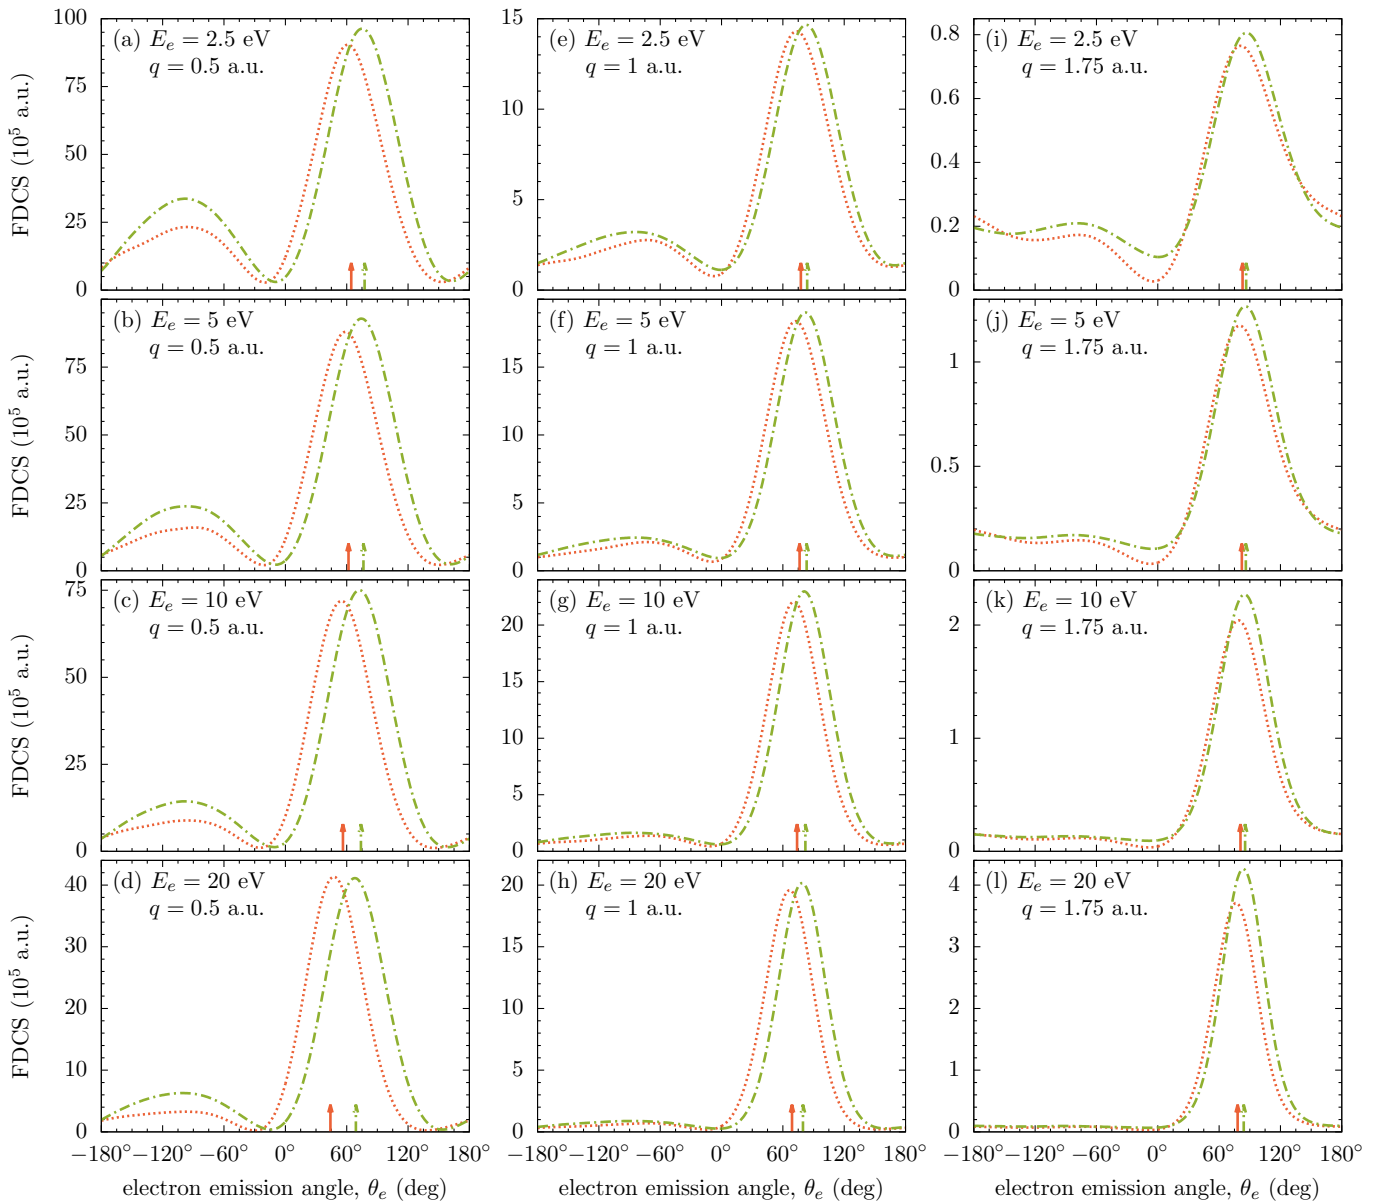 (a) E_e = 2.5 eV
q = 0.5 a.u.
FDCS (10⁵ a.u.)
100
75
50
25
0
(e) E_e = 2.5 eV
q = 1 a.u.
15
10
5
0
(i) E_e = 2.5 eV
q = 1.75 a.u.
0.8
0.6
0.4
0.2
0
(b) E_e = 5 eV
q = 0.5 a.u.
FDCS (10⁵ a.u.)
75
50
25
0
(f) E_e = 5 eV
q = 1 a.u.
15
10
5
0
(j) E_e = 5 eV
q = 1.75 a.u.
1
0.5
0
(c) E_e = 10 eV
q = 0.5 a.u.
FDCS (10⁵ a.u.)
75
50
25
0
(g) E_e = 10 eV
q = 1 a.u.
20
15
10
5
0
(k) E_e = 10 eV
q = 1.75 a.u.
2
1
0
(d) E_e = 20 eV
q = 0.5 a.u.
FDCS (10⁵ a.u.)
40
30
20
10
0
(h) E_e = 20 eV
q = 1 a.u.
20
15
10
5
0
(l) E_e = 20 eV
q = 1.75 a.u.
4
3
2
1
0
−180° −120° −60° 0° 60° 120° 180°
−180° −120° −60° 0° 60° 120° 180°
−180° −120° −60° 0° 60° 120° 180°
electron emission angle, θ_e (deg)
electron emission angle, θ_e (deg)
electron emission angle, θ_e (deg)